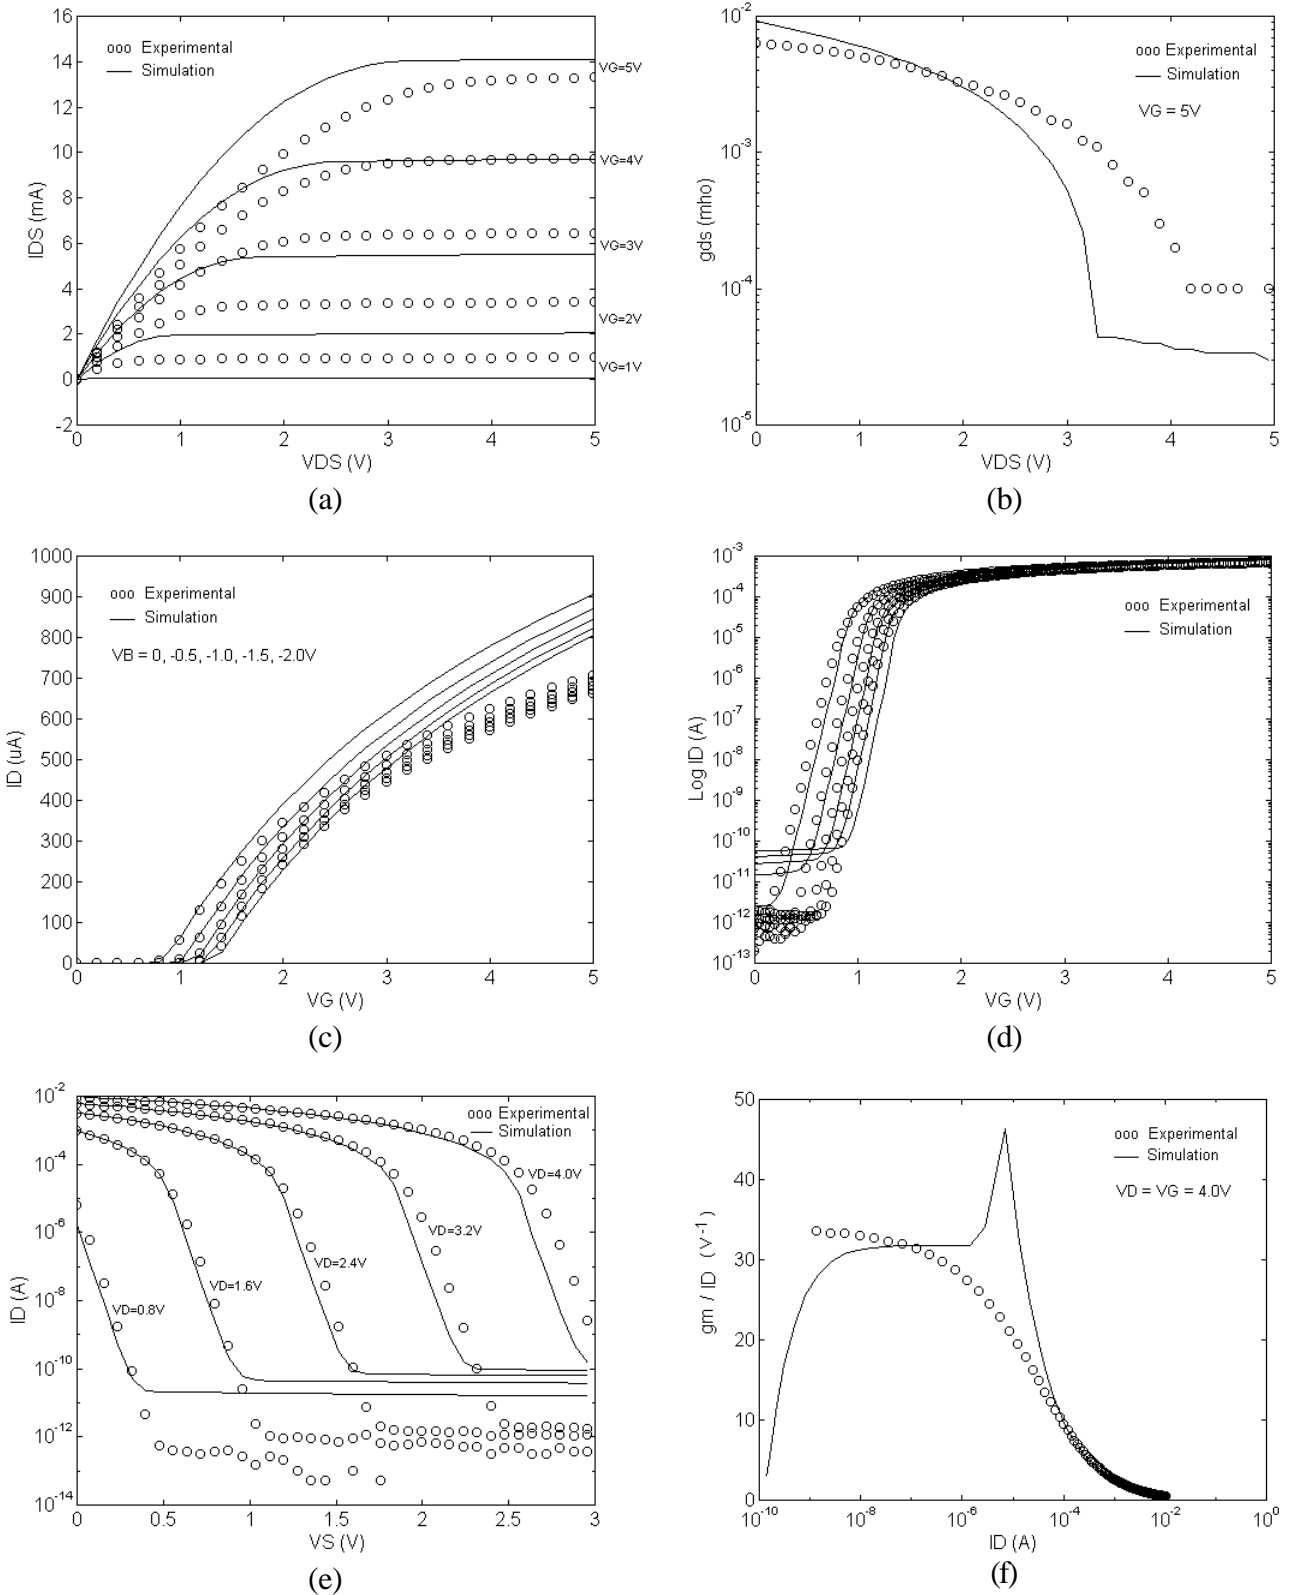 16
14
12
10
8
6
4
2
0
-2
IDS (mA)
ooo Experimental
— Simulation
VG=5V
VG=4V
VG=3V
VG=2V
VG=1V
0 1 2 3 4 5
VDS (V)
(a)
10-2
10-3
10-4
10-5
gds (mho)
ooo Experimental
— Simulation
VG = 5V
0 1 2 3 4 5
VDS (V)
(b)
1000
900
800
700
600
500
400
300
200
100
0
ID (uA)
ooo Experimental
— Simulation
VB = 0, -0.5, -1.0, -1.5, -2.0V
0 1 2 3 4 5
VG (V)
(c)
10-3
10-4
10-5
10-6
10-7
10-8
10-9
10-10
10-11
10-12
10-13
Log ID (A)
ooo Experimental
— Simulation
0 1 2 3 4 5
VG (V)
(d)
10-2
10-4
10-6
10-8
10-10
10-12
10-14
ID (A)
ooo Experimental
— Simulation
VD=4.0V
VD=3.2V
VD=2.4V
VD=1.6V
VD=0.8V
0 0.5 1 1.5 2 2.5 3
VS (V)
(e)
50
40
30
20
10
0
gm / ID (V-1)
ooo Experimental
— Simulation
VD = VG = 4.0V
10-10 10-8 10-6 10-4 10-2 100
ID (A)
(f)